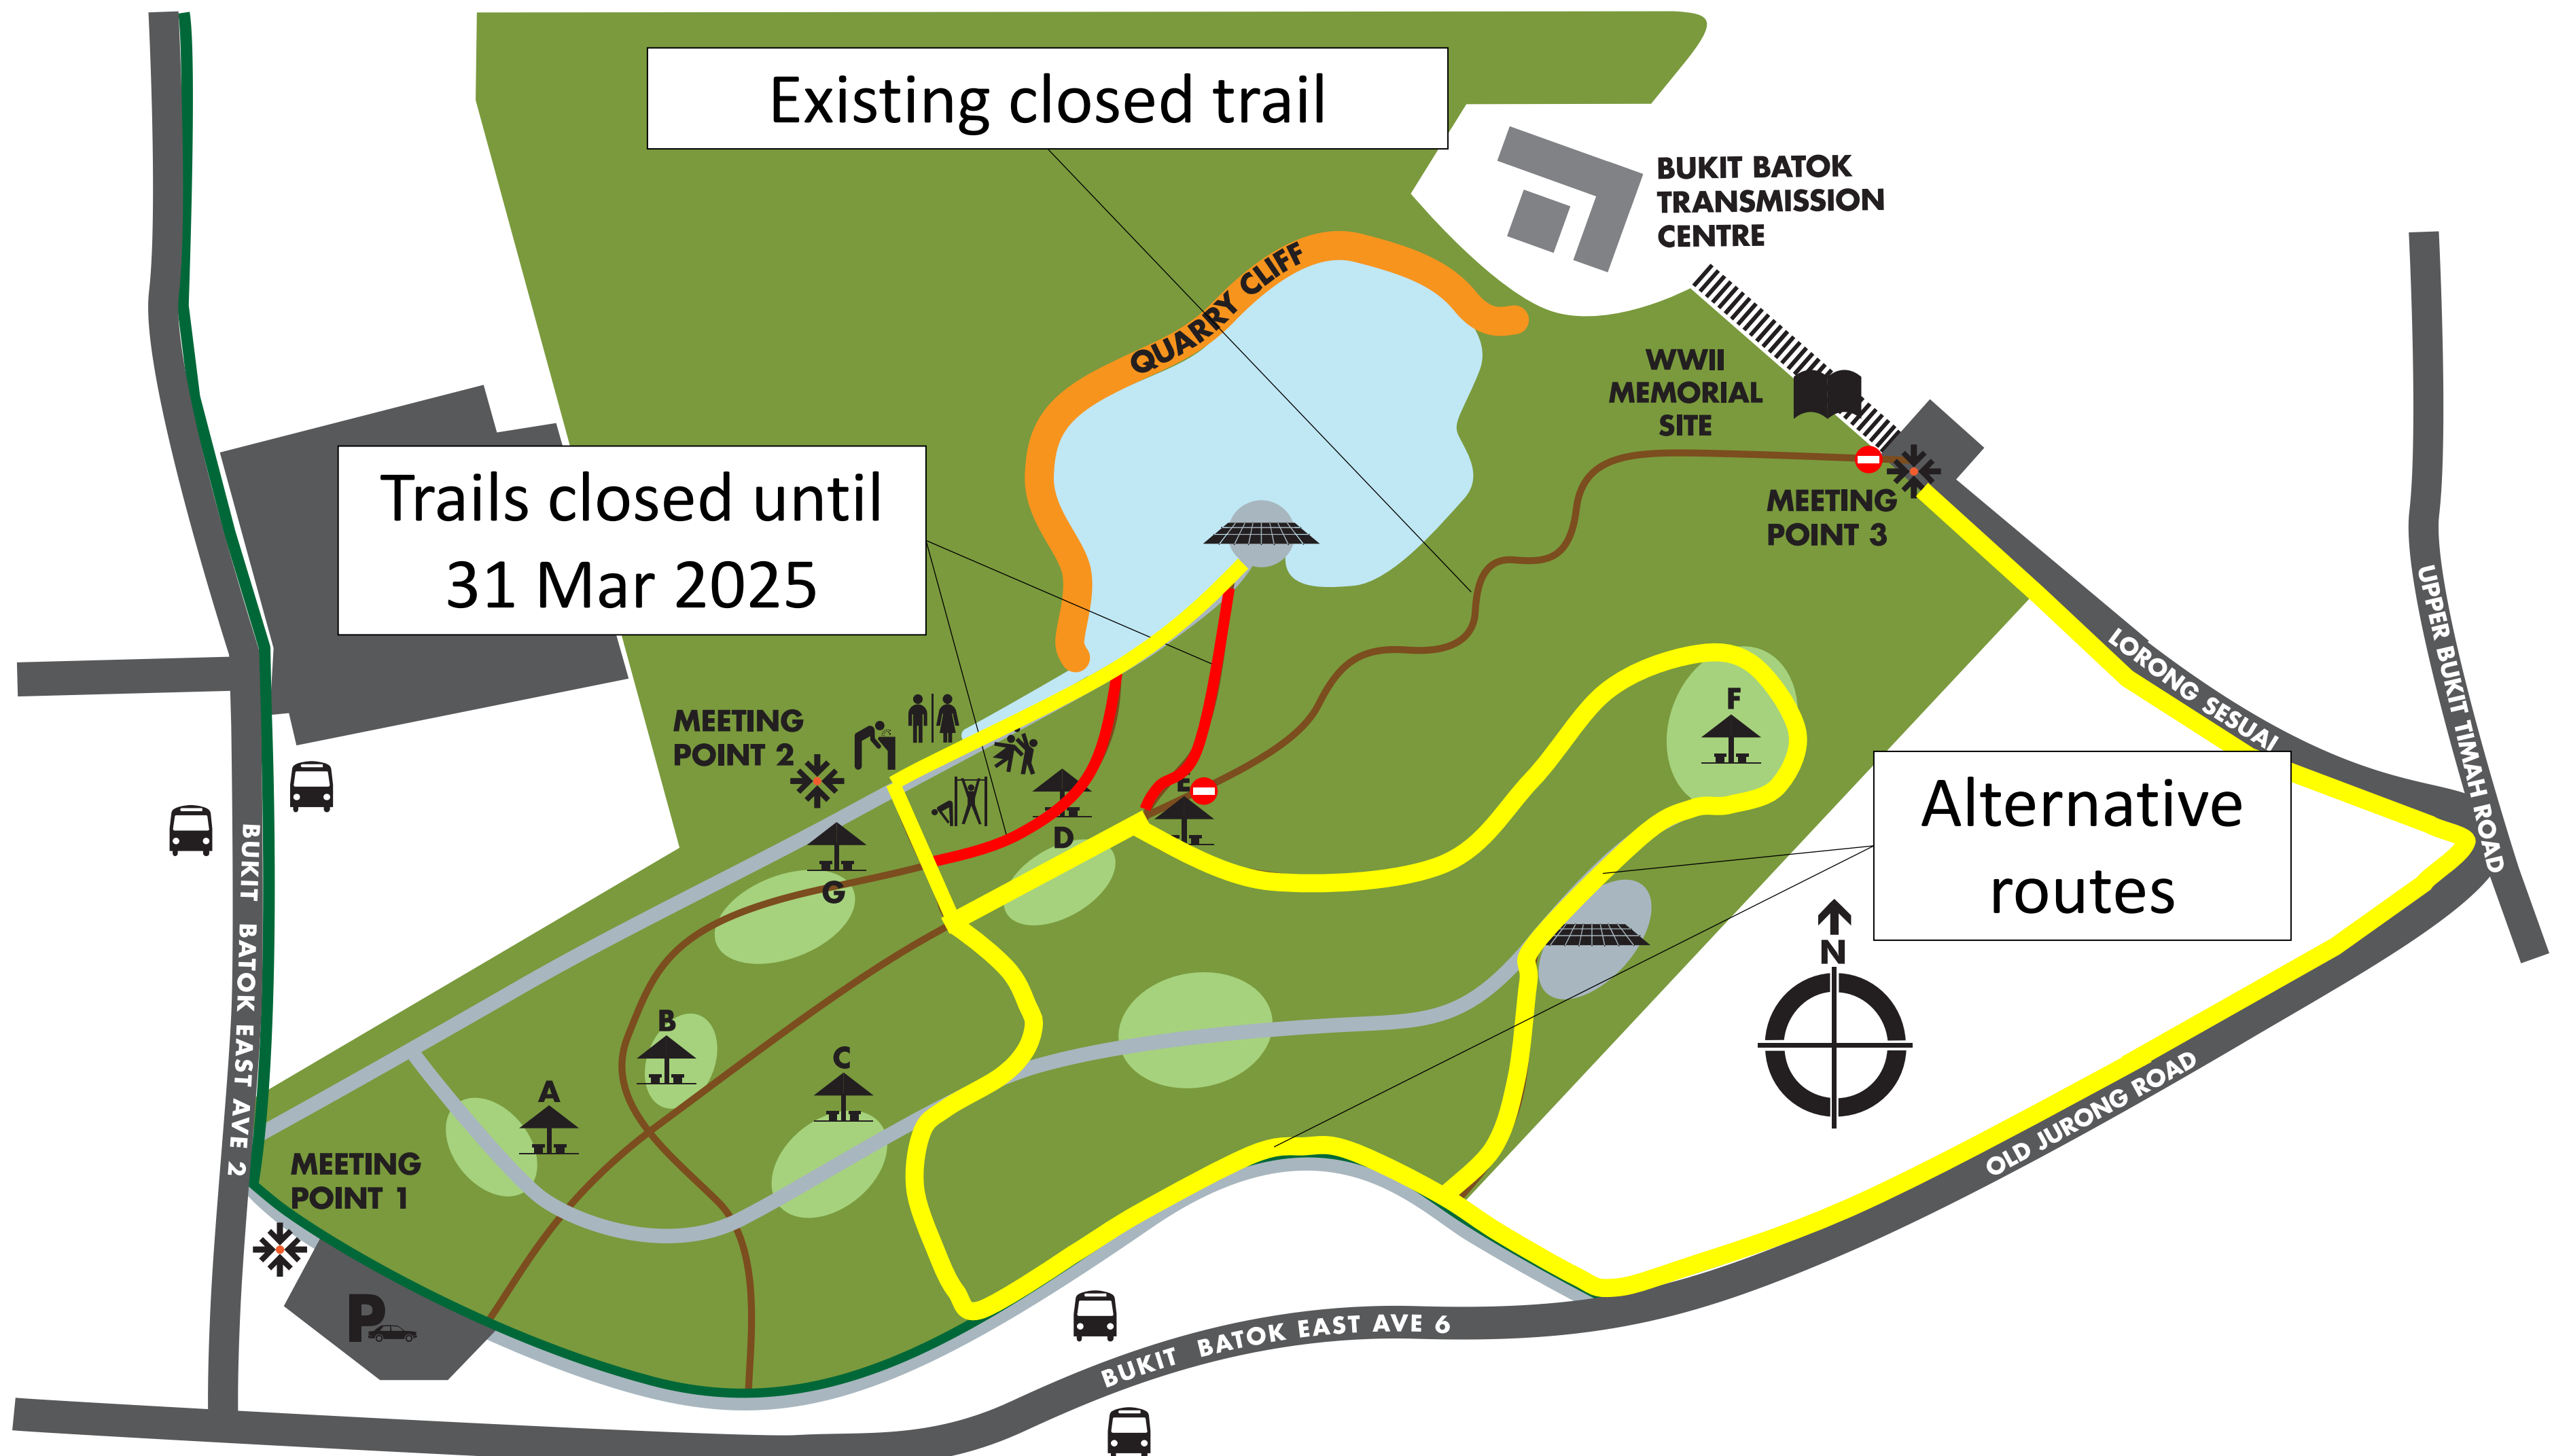 Existing closed trail
BUKIT BATOK
TRANSMISSION
CENTRE
QUARRY CLIFF
WWII
MEMORIAL
SITE
Trails closed until
31 Mar 2025
MEETING
POINT 3
UPPER BUKIT TIMAH ROAD
LORONG SESUAI
MEETING
POINT 2
F
E
D
G
Alternative
routes
N
BUKIT BATOK EAST AVE 2
B
C
A
MEETING
POINT 1
OLD JURONG ROAD
P
BUKIT BATOK EAST AVE 6